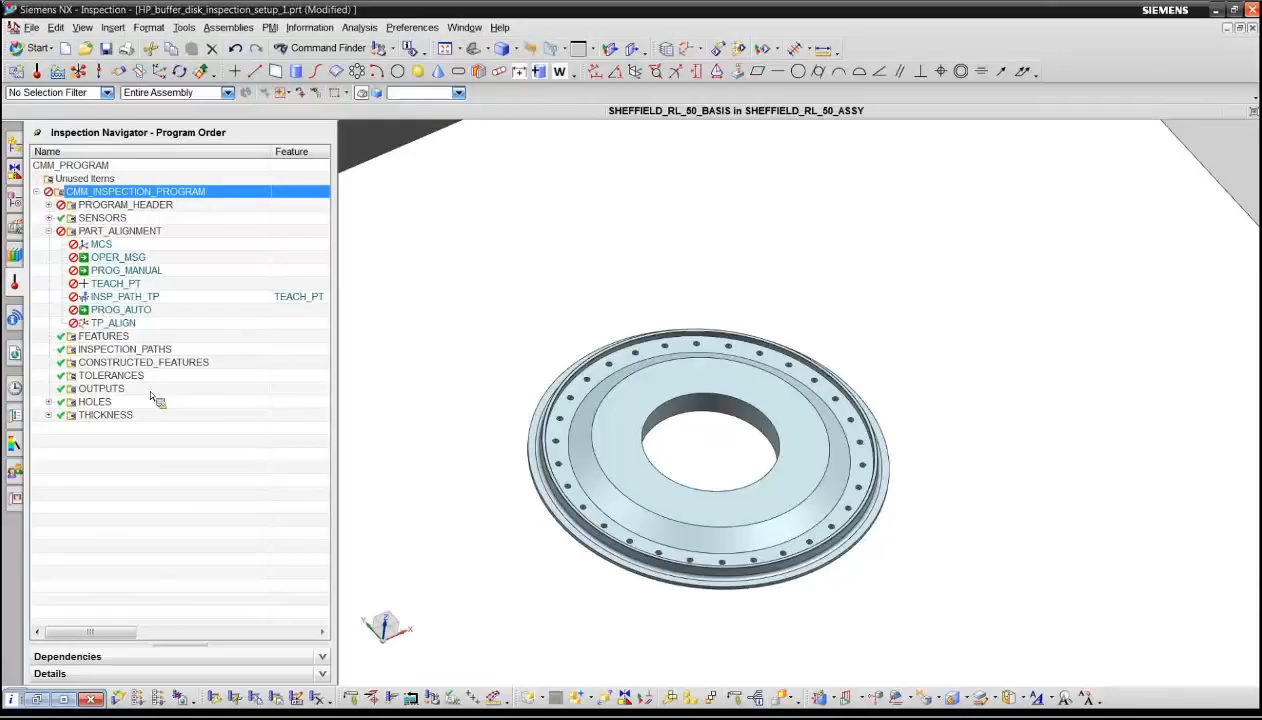 Siemens NX - Inspection - [HP_buffer_disk_inspection_setup_1.prt (Modified) ]
SIEMENS
File Edit View Insert Format Tools Assemblies PMI Information Analysis Preferences Window Help
Start Command Finder
W
No Selection Filter Entire Assembly
SHEFFIELD_RL_50_BASIS in SHEFFIELD_RL_50_ASSY
Inspection Navigator - Program Order
Name Feature
CMM_PROGRAM
Unused Items
CMM_INSPECTION_PROGRAM
PROGRAM_HEADER
SENSORS
PART_ALIGNMENT
MCS
OPER_MSG
PROG_MANUAL
TEACH_PT
INSP_PATH_TP TEACH_PT
PROG_AUTO
TP_ALIGN
FEATURES
INSPECTION_PATHS
CONSTRUCTED_FEATURES
TOLERANCES
OUTPUTS
HOLES
THICKNESS
Z
Y
X
Dependencies
Details